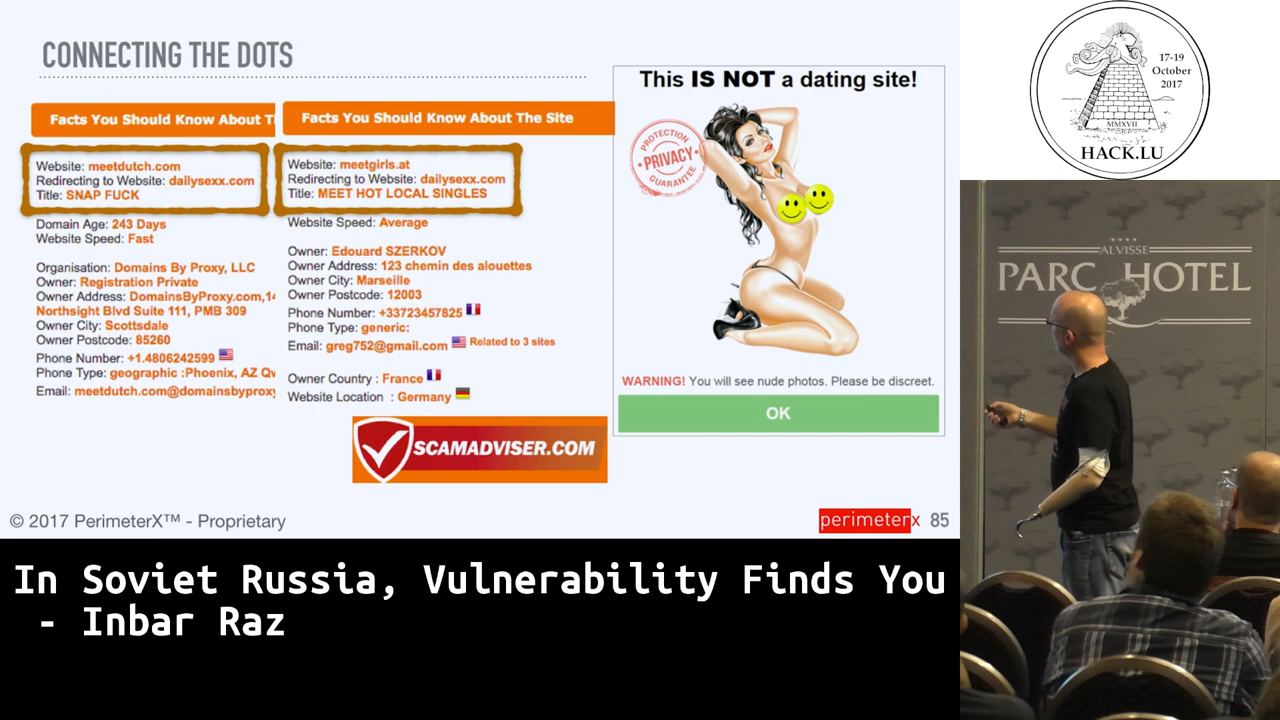 CONNECTING THE DOTS
Facts You Should Know About T
Website: meetdutch.com
Redirecting to Website: dailysexx.com
Title: SNAP FUCK
Domain Age: 243 Days
Website Speed: Fast
Organisation: Domains By Proxy, LLC
Owner: Registration Private
Owner Address: DomainsByProxy.com,14
Northsight Blvd Suite 111, PMB 309
Owner City: Scottsdale
Owner Postcode: 85260
Phone Number: +1.4806242599
Phone Type: geographic :Phoenix, AZ Qw
Email: meetdutch.com@domainsbyproxy
Facts You Should Know About The Site
Website: meetgirls.at
Redirecting to Website: dailysexx.com
Title: MEET HOT LOCAL SINGLES
Website Speed: Average
Owner: Edouard SZERKOV
Owner Address: 123 chemin des alouettes
Owner City: Marseille
Owner Postcode: 12003
Phone Number: +33723457825
Phone Type: generic:
Email: greg752@gmail.com Related to 3 sites
Owner Country : France
Website Location : Germany
SCAMADVISER.COM
This IS NOT a dating site!
PROTECTION
PRIVACY
GUARANTEE
WARNING! You will see nude photos. Please be discreet.
OK
© 2017 PerimeterX™ - Proprietary
perimeterx 85
17-19
October
2017
MMXVII
HACK.LU
ALVISSE
PARC HOTEL
In Soviet Russia, Vulnerability Finds You
- Inbar Raz